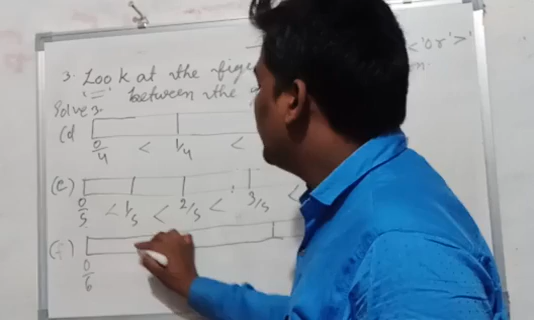 3. Look at the < 'or' >'
'=' between the
Solve 3.
(d
0/4 < 1/4 <
(e)
0/5 < 1/5 < 2/5 < 3/5 <
(f)
0/6